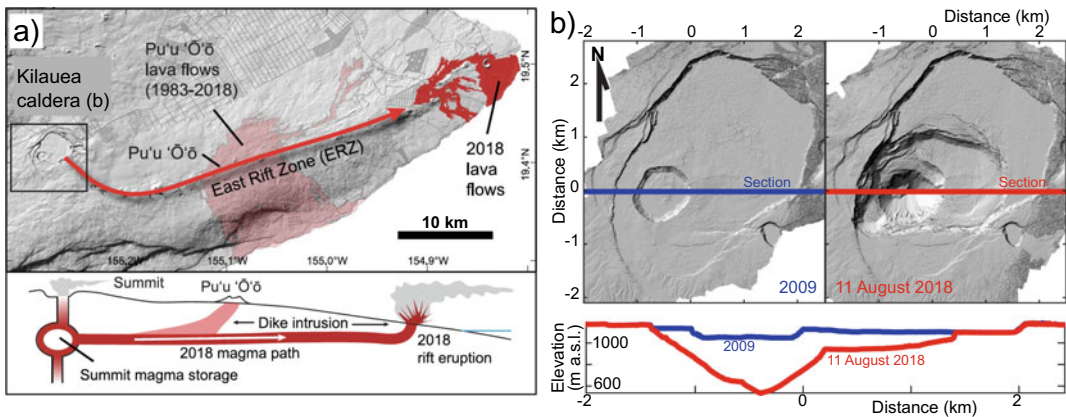 a)
Pu'u 'Ō'ō
lava flows
(1983-2018)
Kilauea
caldera (b)
Pu'u 'Ō'ō
East Rift Zone (ERZ)
2018
lava
flows
10 km
19,5°N
19,4°N
155,2°W
155,1°W
155,0°W
154,9°W
Summit
Pu'u 'Ō'ō
Dike intrusion
2018 magma path
2018
rift eruption
Summit magma storage
b)
Distance (km)
-2 -1 0 1 2
Distance (km)
-1 0 1 2
N
Distance (km)
2
1
0
-1
-2
Section
2009
Section
11 August 2018
Elevation
(m a.s.l.)
1000
600
2009
11 August 2018
-2 -1 0 1 2
Distance (km)